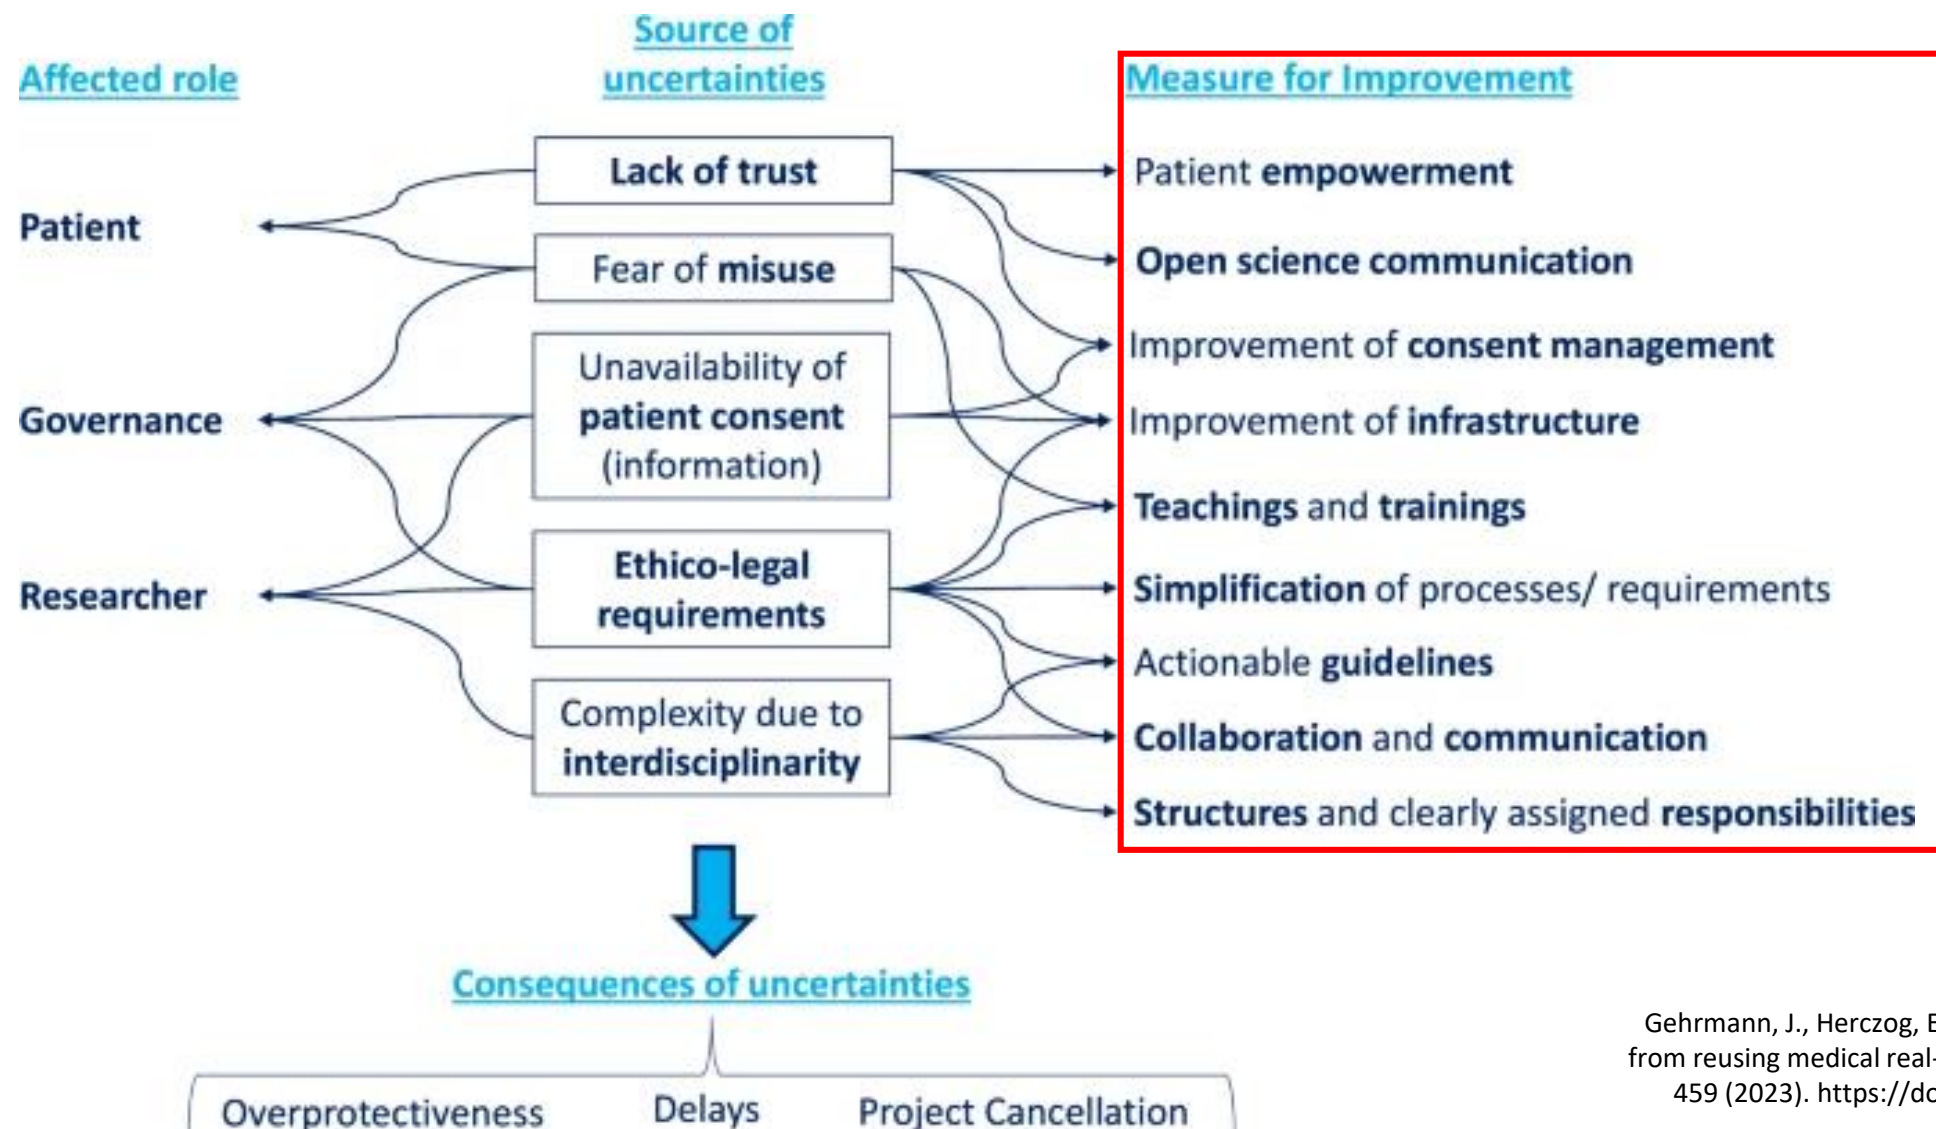 Affected role
Source of
uncertainties
Measure for Improvement
Patient
Governance
Researcher
Lack of trust
Fear of misuse
Unavailability of
patient consent
(information)
Ethico-legal
requirements
Complexity due to
interdisciplinarity
Patient empowerment
Open science communication
Improvement of consent management
Improvement of infrastructure
Teachings and trainings
Simplification of processes/ requirements
Actionable guidelines
Collaboration and communication
Structures and clearly assigned responsibilities
Consequences of uncertainties
Overprotectiveness
Delays
Project Cancellation
Gehrmann, J., Herczog, E
from reusing medical real-
459 (2023). https://do